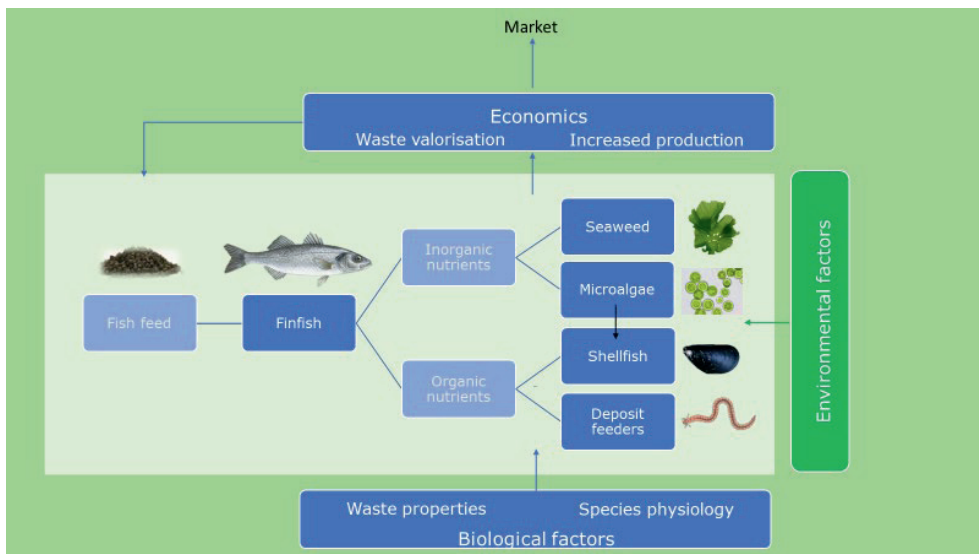 Market
Economics
Waste valorisation Increased production
Fish feed
Finfish
Inorganic
nutrients
Organic
nutrients
Seaweed
Microalgae
Shellfish
Deposit
feeders
Environmental factors
Waste properties Species physiology
Biological factors